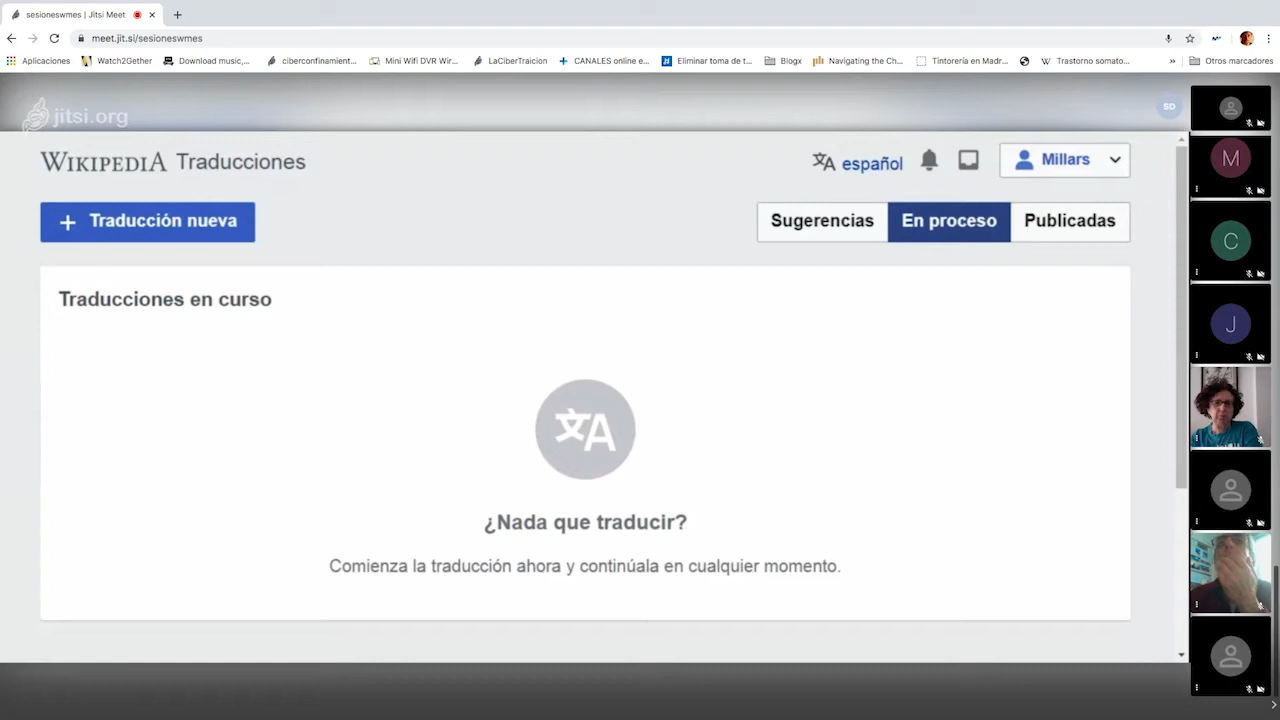 sesioneswmes | Jitsi Meet
meet.jit.si/sesioneswmes
Aplicaciones Watch2Gether Download music,... ciberconfinamient... Mini Wifi DVR Wir... LaCiberTraicion CANALES online e... Eliminar toma de t... Blogx Navigating the Ch... Tintorería en Madr... Trastorno somato... » Otros marcadores
jitsi.org
SD
WIKIPEDIA Traducciones
español
Millars
+ Traducción nueva
Sugerencias En proceso Publicadas
Traducciones en curso
文A
¿Nada que traducir?
Comienza la traducción ahora y continúala en cualquier momento.
M
C
J